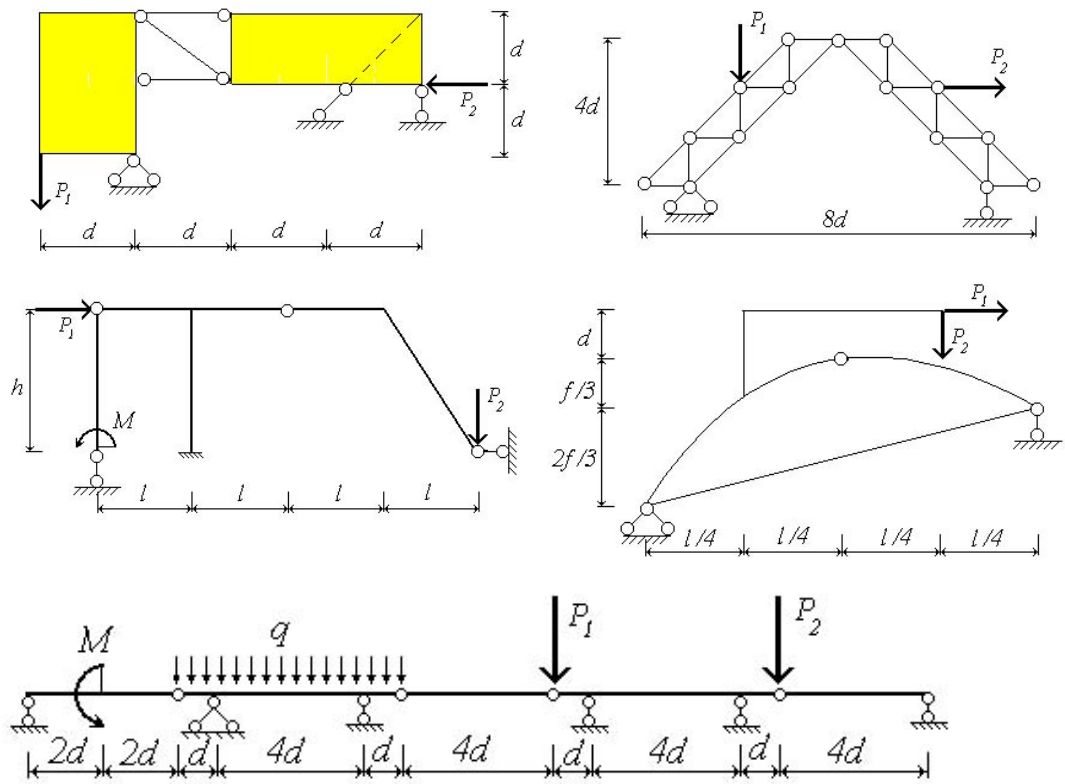 d
d
P₂
P₁
d d d d
P₁
P₂
4d
8d
P₁
h
M
P₂
l l l l
P₁
P₂
d
f/3
2f/3
l/4 l/4 l/4 l/4
M
q
P₁
P₂
2d 2d d 4d d 4d d 4d d 4d